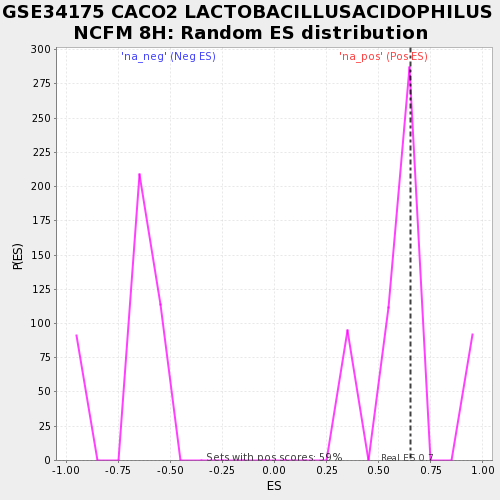 GSE34175 CACO2 LACTOBACILLUSACIDOPHILUS
NCFM 8H: Random ES distribution
'na_neg' (Neg ES)
'na_pos' (Pos ES)
300
275
250
225
200
175
150
125
100
75
50
25
0
P(ES)
Sets with pos scores: 59%
Real ES 0.7
-1.00
-0.75
-0.50
-0.25
0.00
0.25
0.50
0.75
1.00
ES